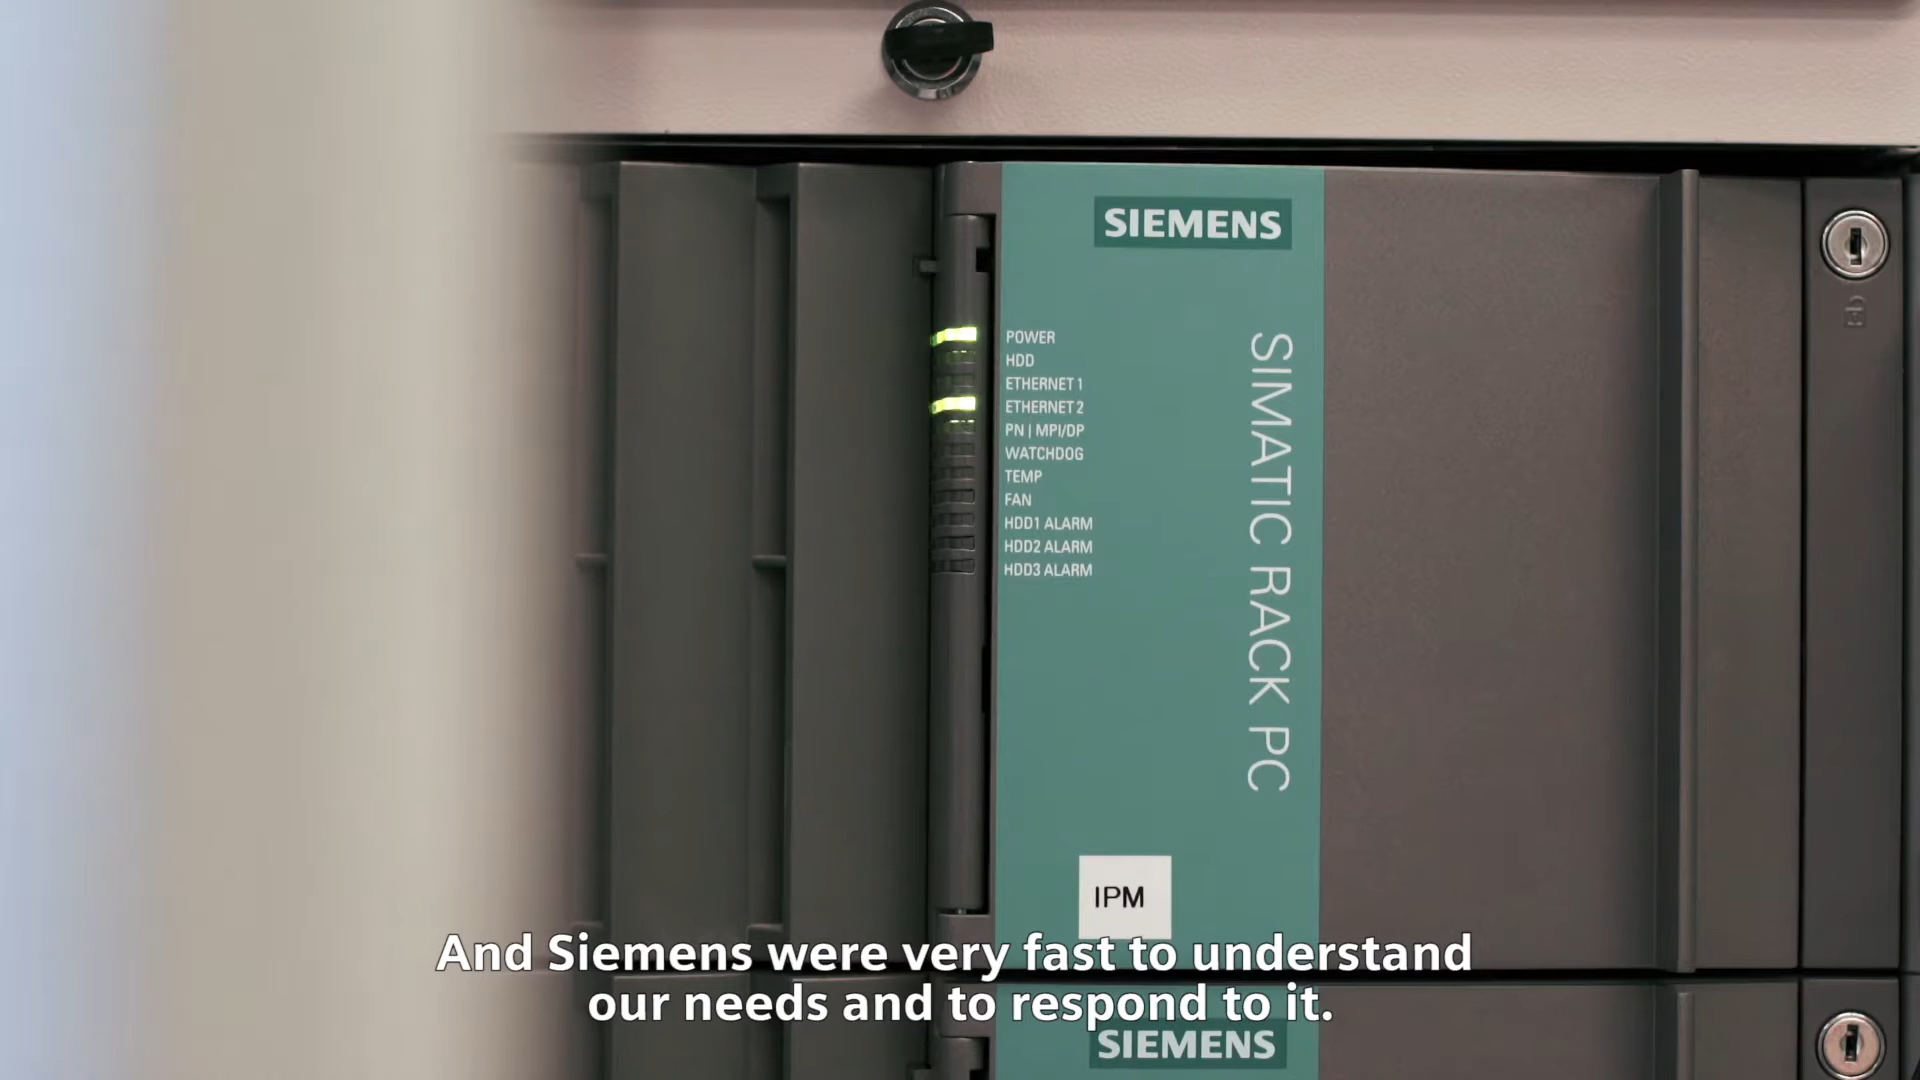 SIEMENS
POWER
HDD
ETHERNET 1
ETHERNET 2
PN | MPI/DP
WATCHDOG
TEMP
FAN
HDD1 ALARM
HDD2 ALARM
HDD3 ALARM
SIMATIC RACK PC
IPM
And Siemens were very fast to understand
our needs and to respond to it.
SIEMENS